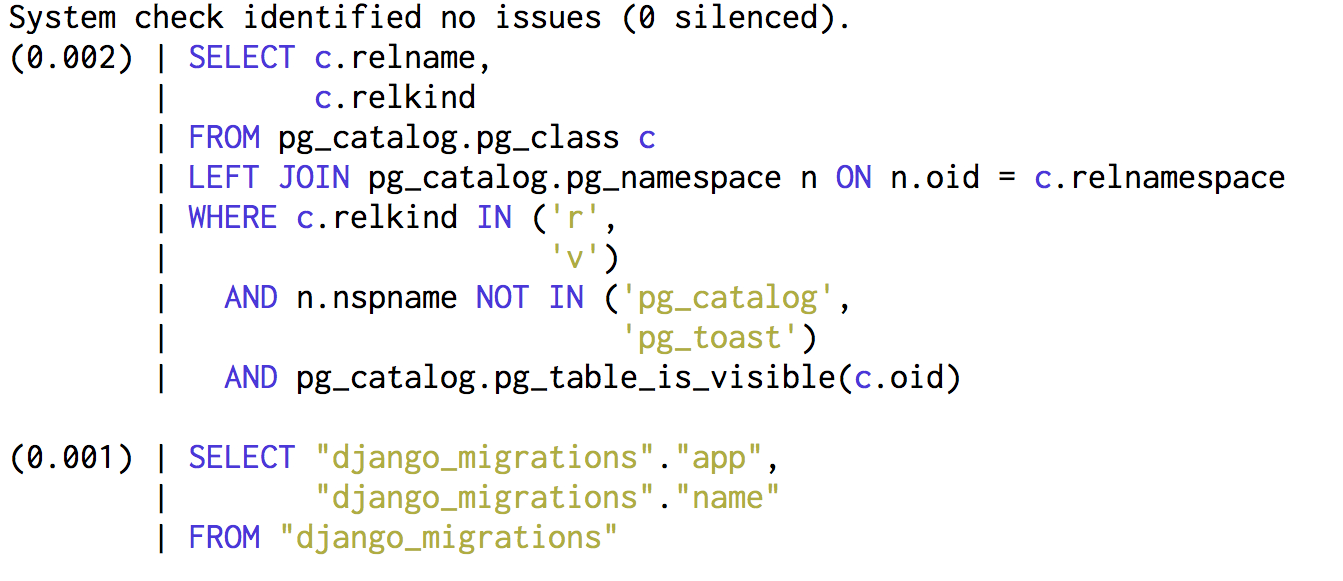 System check identified no issues (0 silenced).
(0.002) | SELECT c.relname,
        |        c.relkind
        | FROM pg_catalog.pg_class c
        | LEFT JOIN pg_catalog.pg_namespace n ON n.oid = c.relnamespace
        | WHERE c.relkind IN ('r',
        |                     'v')
        |   AND n.nspname NOT IN ('pg_catalog',
        |                         'pg_toast')
        |   AND pg_catalog.pg_table_is_visible(c.oid)

(0.001) | SELECT "django_migrations"."app",
        |        "django_migrations"."name"
        | FROM "django_migrations"